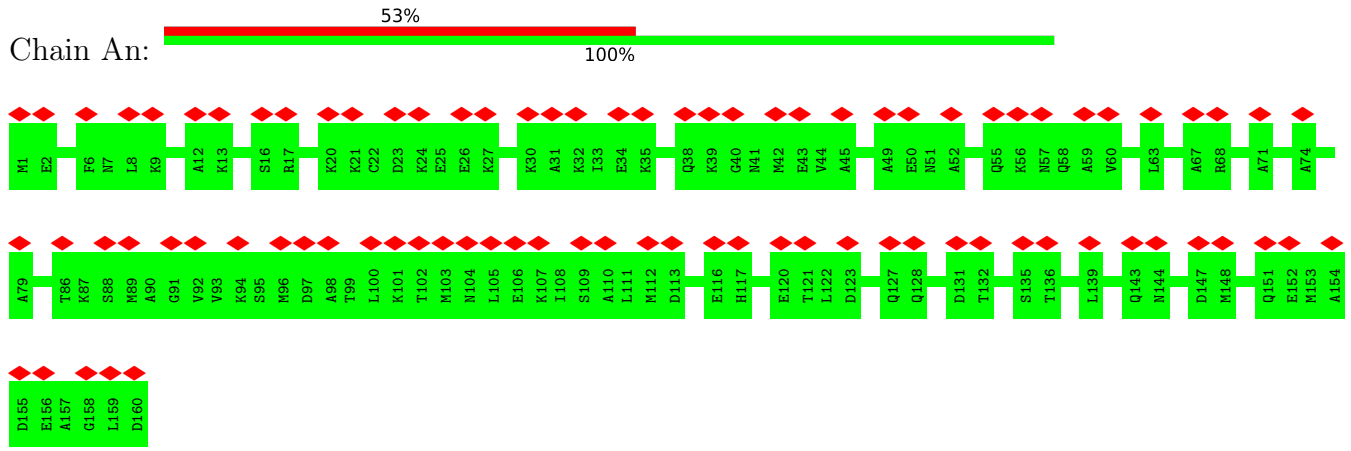 53%
Chain An:
100%
M1 E2 F6 N7 L8 K9 A12 K13 S16 R17 K20 K21 C22 D23 K24 E25 E26 K27 K30 A31 K32 I33 E34 K35 Q38 K39 G40 N41 M42 E43 V44 A45 A49 E50 N51 A52 Q55 K56 N57 Q58 A59 V60 L63 A67 R68 A71 A74
A79 T86 K87 S88 M89 A90 G91 V92 V93 K94 S95 M96 D97 A98 T99 L100 K101 T102 M103 N104 L105 E106 K107 I108 S109 A110 L111 M112 D113 E116 H117 E120 T121 L122 D123 Q127 Q128 D131 T132 S135 T136 L139 Q143 N144 D147 M148 Q151 E152 M153 A154
D155 E156 A157 G158 L159 D160